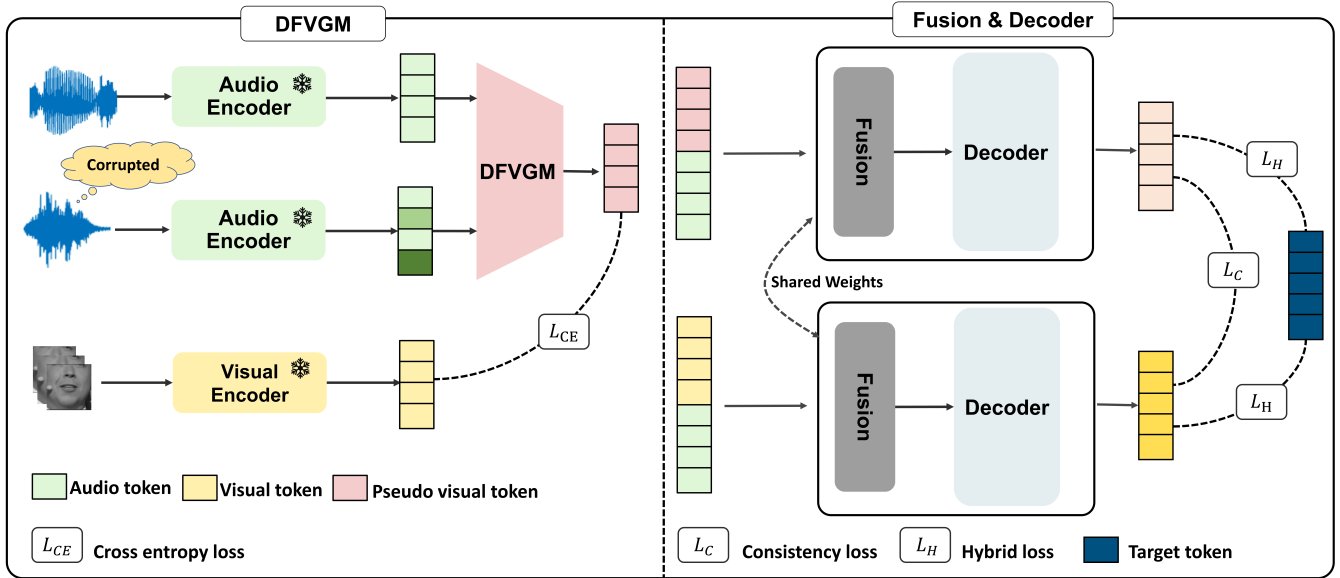 DFVGM
Fusion & Decoder
Audio
Encoder
Corrupted
Audio
Encoder
DFVGM
Visual
Encoder
L_CE
Audio token
Visual token
Pseudo visual token
L_CE
Cross entropy loss
Fusion
Decoder
Shared Weights
Fusion
Decoder
L_H
L_C
L_H
L_C
Consistency loss
L_H
Hybrid loss
Target token